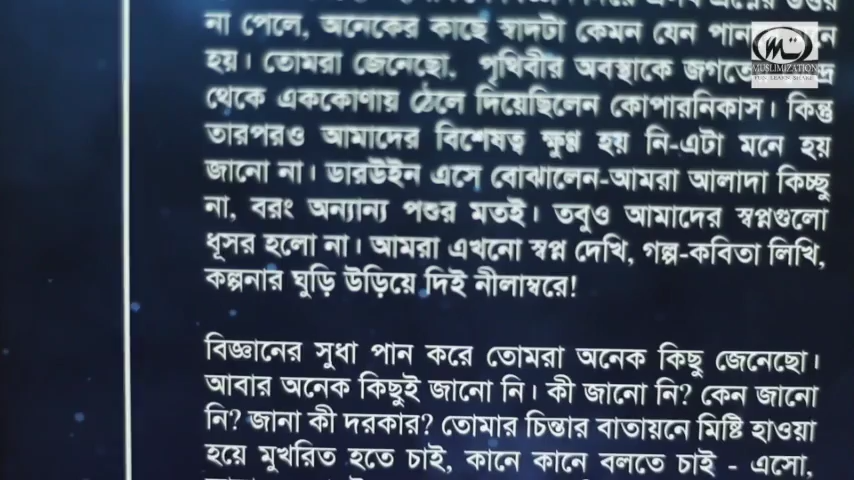 না পেলে, অনেকের কাছে স্বাদটা কেমন যেন
হয়। তোমরা জেনেছো, পৃথিবীর অবস্থাকে
থেকে এককোণায় ঠেলে দিয়েছিলেন কোপারনিকাস। কিন্তু
তারপরও আমাদের বিশেষত্ব ক্ষুণ্ণ হয় নি-এটা মনে হয়
জানো না। ডারউইন এসে বোঝালেন-আমরা আলাদা কিচ্ছু
না, বরং অন্যান্য পশুর মতই। তবুও আমাদের স্বপ্নগুলো
ধূসর হলো না। আমরা এখনো স্বপ্ন দেখি, গল্প-কবিতা লিখি,
কল্পনার ঘুড়ি উড়িয়ে দিই নীলাম্বরে!
বিজ্ঞানের সুধা পান করে তোমরা অনেক কিছু জেনেছো।
আবার অনেক কিছুই জানো নি। কী জানো নি? কেন জানো
নি? জানা কী দরকার? তোমার চিন্তার বাতায়নে মিষ্টি হাওয়া
হয়ে মুখরিত হতে চাই, কানে কানে বলতে চাই - এসো,
MUSLIMIZATION